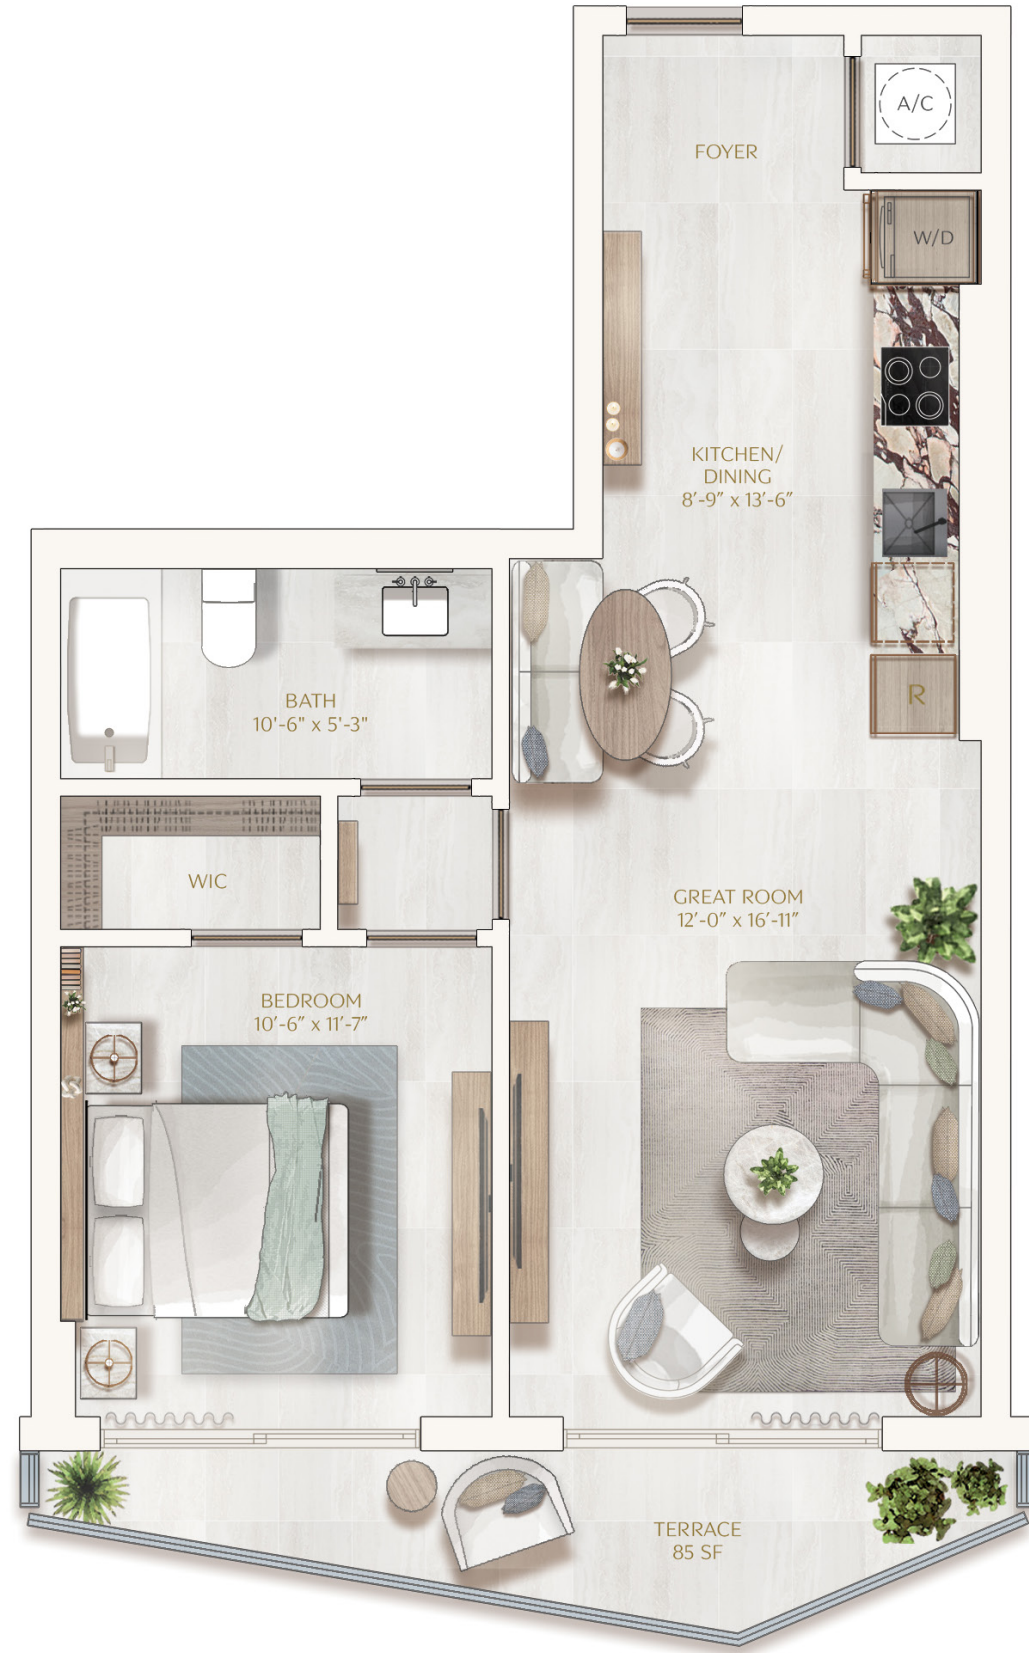 A/C
FOYER
W/D
KITCHEN/
DINING
8'-9" x 13'-6"
R
BATH
10'-6" x 5'-3"
WIC
GREAT ROOM
12'-0" x 16'-11"
BEDROOM
10'-6" x 11'-7"
TERRACE
85 SF